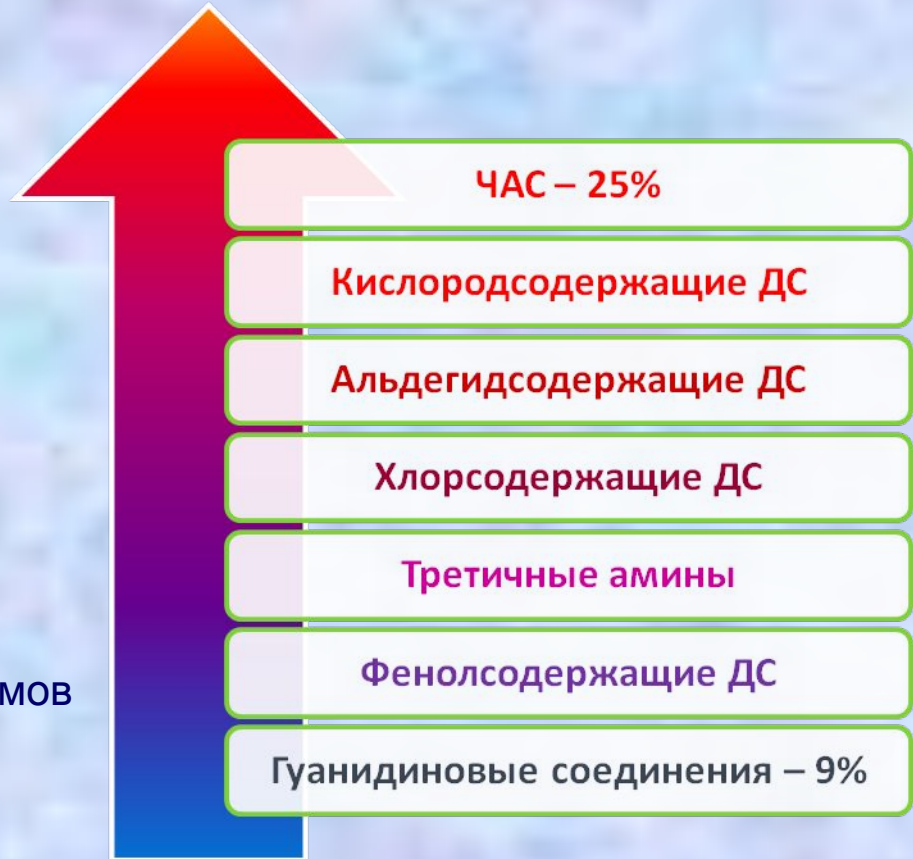 ЧАС – 25%
Кислородсодержащие ДС
Альдегидсодержащие ДС
Хлорсодержащие ДС
Третичные амины
Фенолсодержащие ДС
мов
Гуанидиновые соединения – 9%